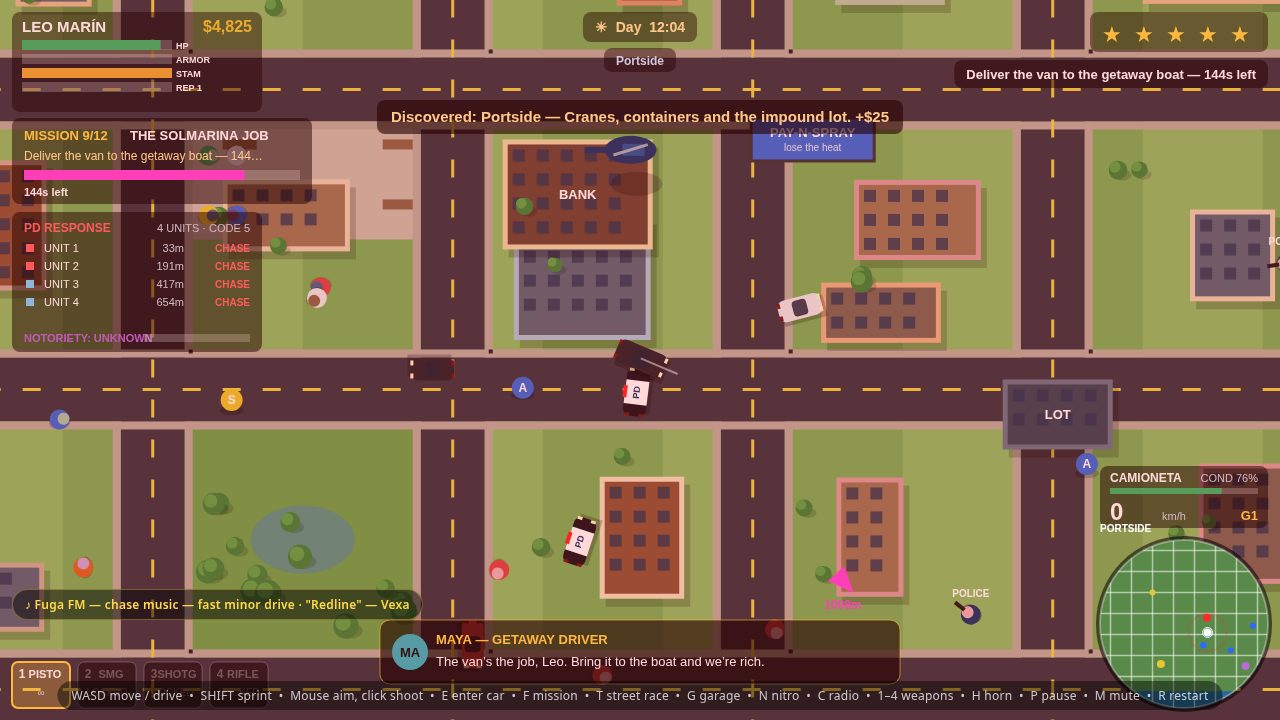 LEO MARÍN $4,825
HP
ARMOR
STAM
REP 1
☀ Day 12:04
Portside
★ ★ ★ ★ ★
Deliver the van to the getaway boat — 144s left
Discovered: Portside — Cranes, containers and the impound lot. +$25
MISSION 9/12 THE SOLMARINA JOB
Deliver the van to the getaway boat — 144…
144s left
PAY-N-SPRAY
lose the heat
BANK
PD RESPONSE 4 UNITS · CODE 5
UNIT 1 33m CHASE
UNIT 2 191m CHASE
UNIT 3 417m CHASE
UNIT 4 654m CHASE
NOTORIETY: UNKNOWN
A
PD
S
LOT
A
CAMIONETA COND 76%
0 km/h G1
PORTSIDE
PD
POLICE
♪ Fuga FM — chase music — fast minor drive · "Redline" — Vexa
MA
MAYA — GETAWAY DRIVER
The van's the job, Leo. Bring it to the boat and we're rich.
1 PISTO
∞
2 SMG
3SHOTG
4 RIFLE
WASD move / drive • SHIFT sprint • Mouse aim, click shoot • E enter car • F mission • T street race • G garage • N nitro • C radio • 1–4 weapons • H horn • P pause • M mute • R restart